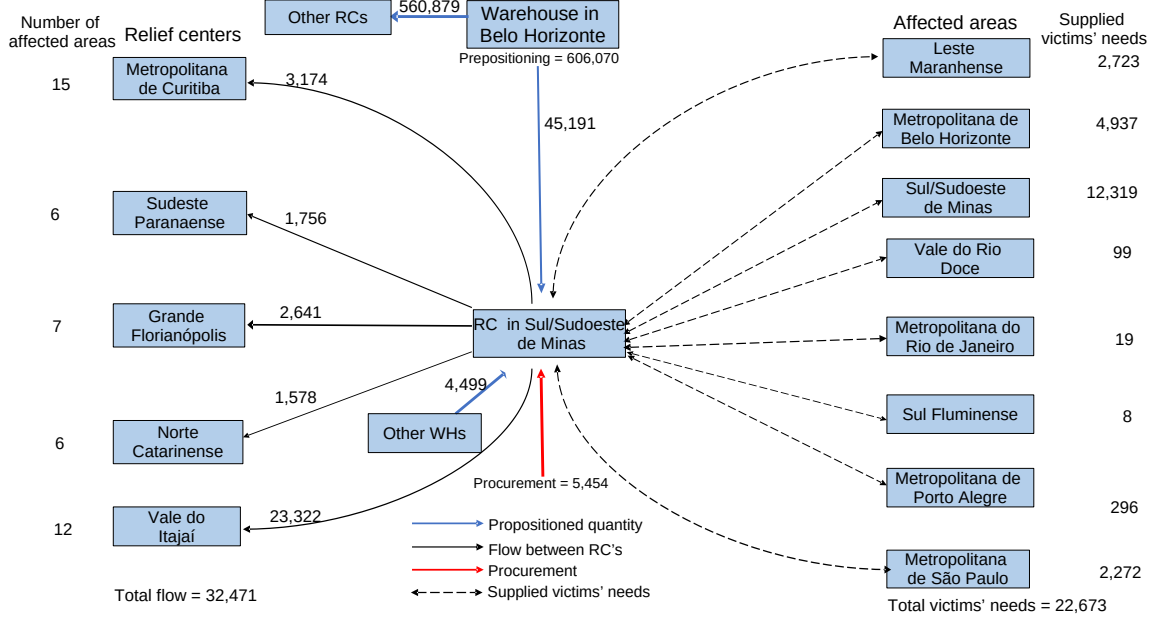 Number of
affected areas
Relief centers
Other RCs
560,879
Warehouse in
Belo Horizonte
Prepositioning = 606,070
Affected areas
Supplied
victims' needs
15
Metropolitana
de Curitiba
3,174
45,191
Leste
Maranhense
2,723
Metropolitana de
Belo Horizonte
4,937
6
Sudeste
Paranaense
1,756
Sul/Sudoeste
de Minas
12,319
Vale do Rio
Doce
99
7
Grande
Florianópolis
2,641
RC in Sul/Sudoeste
de Minas
Metropolitana do
Rio de Janeiro
19
1,578
4,499
6
Norte
Catarinense
Other WHs
Sul Fluminense
8
Procurement = 5,454
Metropolitana de
Porto Alegre
296
12
Vale do
Itajaí
23,322
Propositioned quantity
Flow between RC's
Procurement
Supplied victims' needs
Metropolitana
de São Paulo
2,272
Total flow = 32,471
Total victims' needs = 22,673